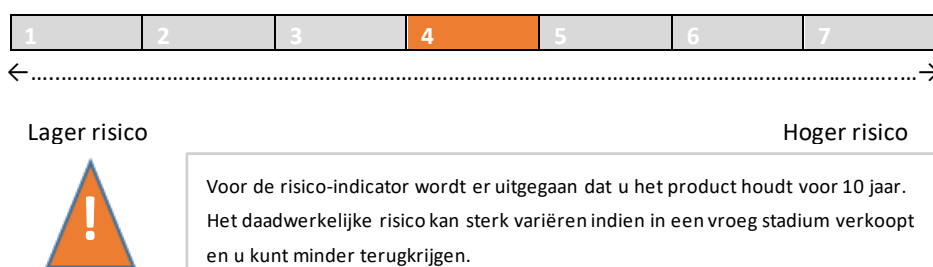 1 2 3 4 5 6 7
←……………………………………………………………………………………………………………→
Lager risico Hoger risico
!
Voor de risico-indicator wordt er uitgegaan dat u het product houdt voor 10 jaar.
Het daadwerkelijke risico kan sterk variëren indien in een vroeg stadium verkoopt
en u kunt minder terugkrijgen.